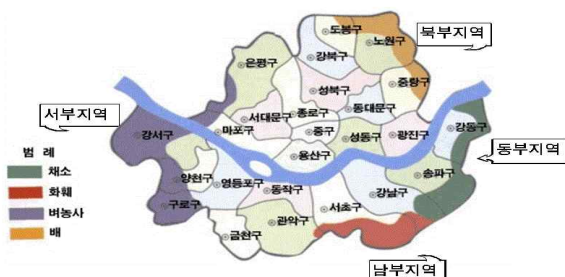 도봉구
노원구
북부지역
강북구
은평구
중랑구
성북구
서부지역
서대문구
종로구
동대문구
강서구
마포구
중구
성동구
광진구
강동구
동부지역
범 례
채소
화훼
벼농사
배
용산구
송파구
양천구
영등포구
동작구
강남구
구로구
관악구
서초구
금천구
남부지역